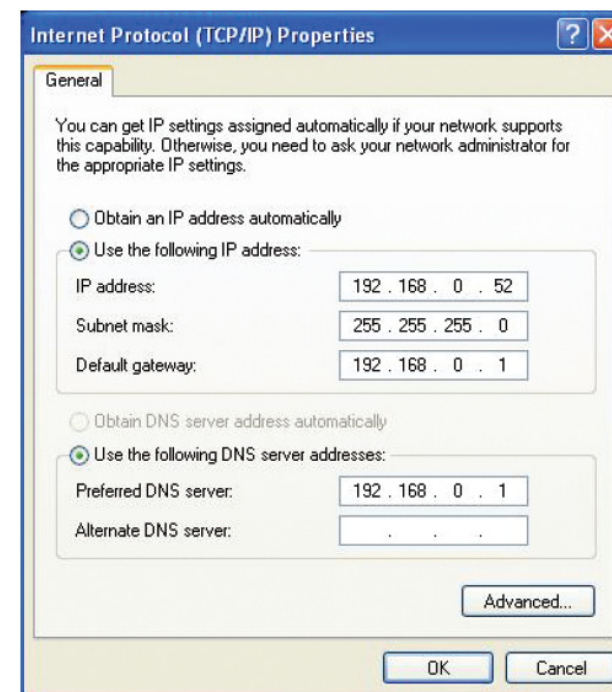 Internet Protocol (TCP/IP) Properties
General
You can get IP settings assigned automatically if your network supports
this capability. Otherwise, you need to ask your network administrator for
the appropriate IP settings.
Obtain an IP address automatically
Use the following IP address:
IP address: 192 . 168 . 0 . 52
Subnet mask: 255 . 255 . 255 . 0
Default gateway: 192 . 168 . 0 . 1
Obtain DNS server address automatically
Use the following DNS server addresses:
Preferred DNS server: 192 . 168 . 0 . 1
Alternate DNS server: . . .
Advanced...
OK Cancel